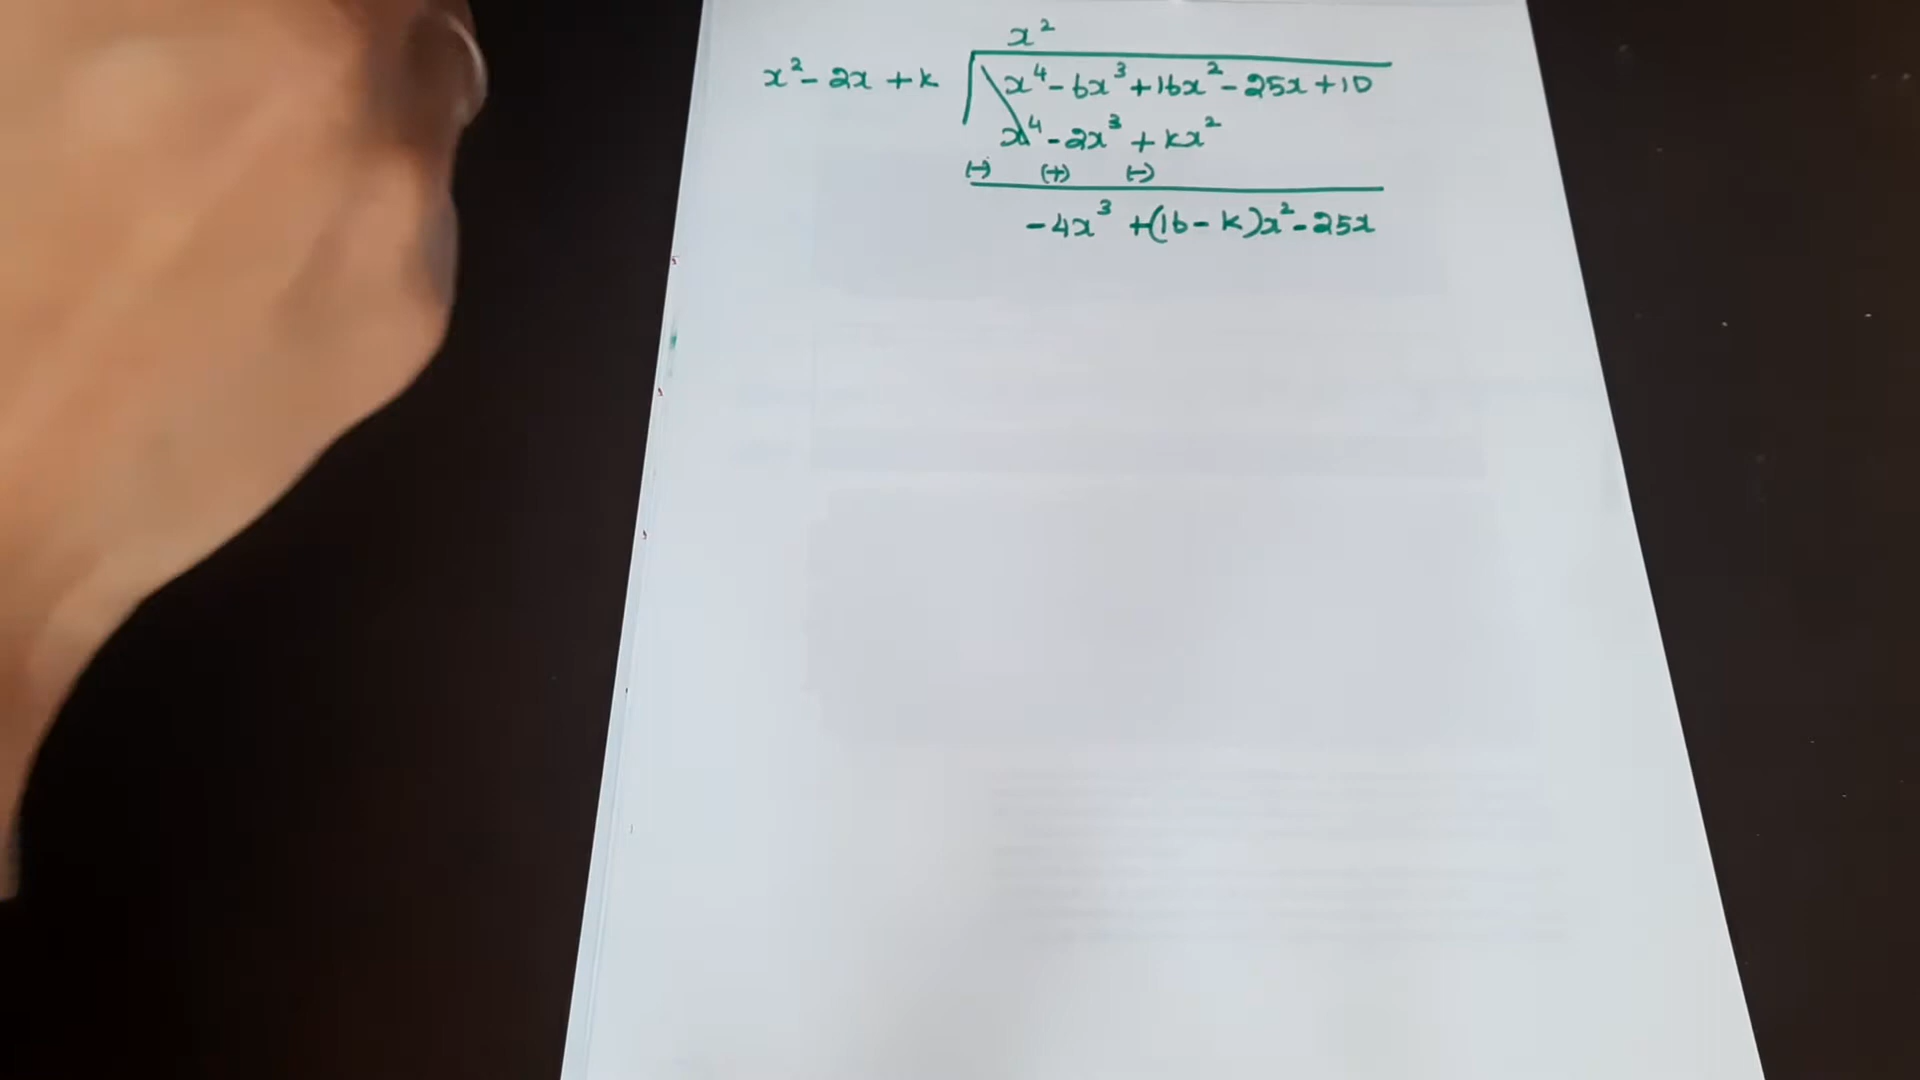 x²
x² - 2x + k
x⁴ - 6x³ + 16x² - 25x + 10
x⁴ - 2x³ + kx²
(-) (+) (-)
-4x³ + (16 - k)x² - 25x